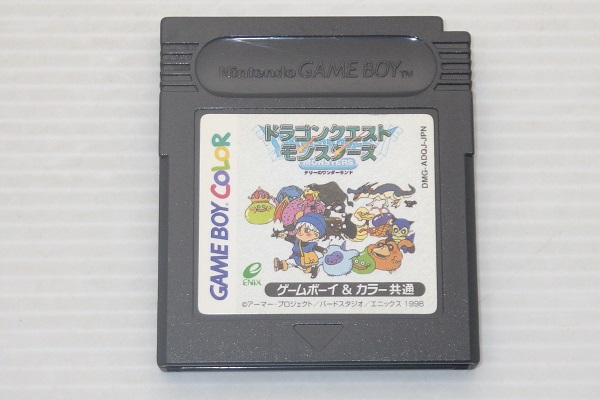 Nintendo GAME BOY™
GAME BOY COLOR
ドラゴンクエスト
モンスターズ
MONSTERS
テリーのワンダーランド
DMG-ADQJ-JPN
ENIX
ゲームボーイ & カラー共通
©アーマー・プロジェクト/バードスタジオ/エニックス 1998